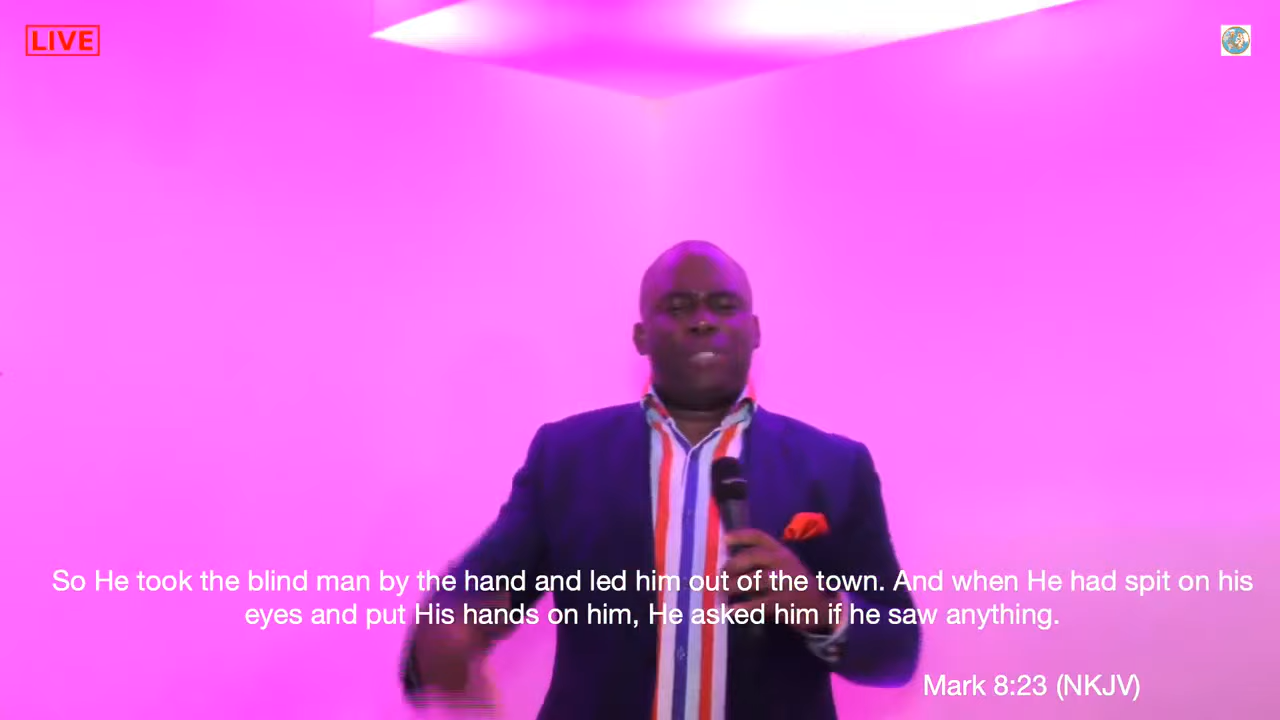 LIVE
So He took the blind man by the hand and led him out of the town. And when He had spit on his
eyes and put His hands on him, He asked him if he saw anything.
Mark 8:23 (NKJV)